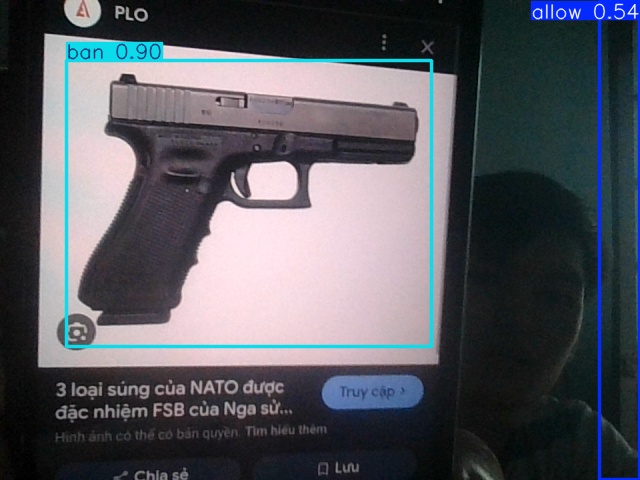 PLO
allow 0.54
ban 0.90
3 loại súng của NATO được
đặc nhiệm FSB của Nga sử...
Truy cập ›
Hình ảnh có thể có bản quyền. Tìm hiểu thêm
Chia sẻ
Lưu